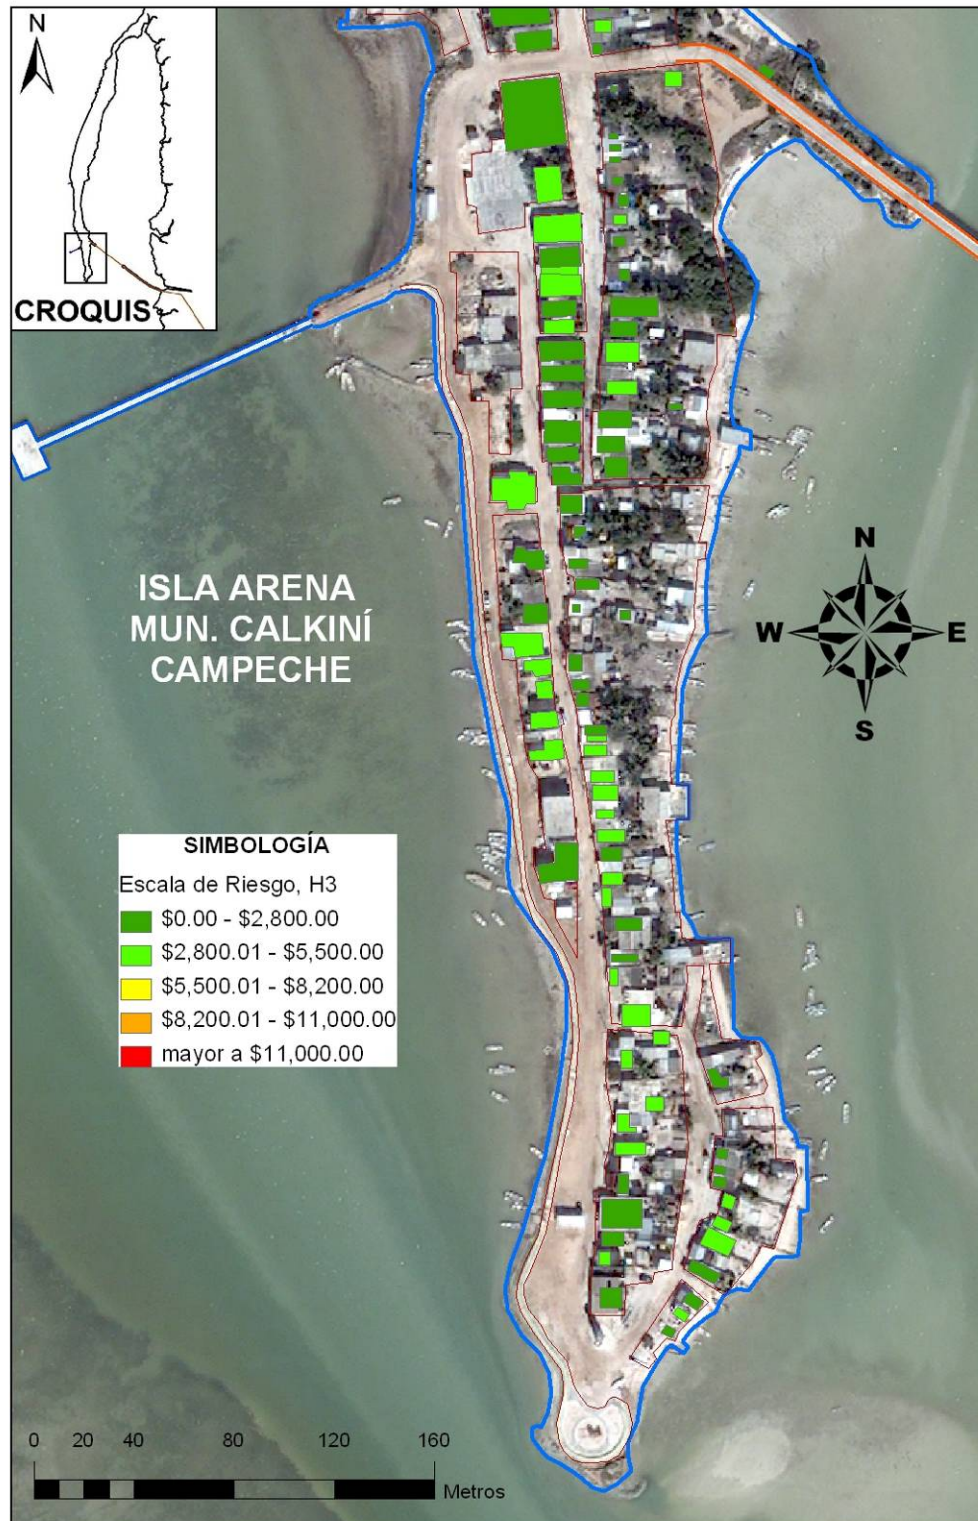 N
CROQUIS
ISLA ARENA
MUN. CALKINÍ
CAMPECHE
N
W
E
S
SIMBOLOGÍA
Escala de Riesgo, H3
$0.00 - $2,800.00
$2,800.01 - $5,500.00
$5,500.01 - $8,200.00
$8,200.01 - $11,000.00
mayor a $11,000.00
0 20 40 80 120 160
Metros